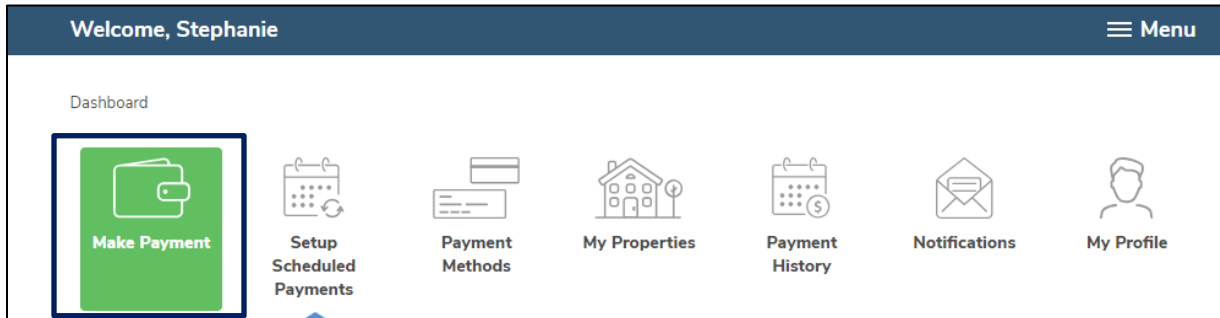 Welcome, Stephanie
Menu
Dashboard
Make Payment
Setup
Scheduled
Payments
Payment
Methods
My Properties
Payment
History
Notifications
My Profile